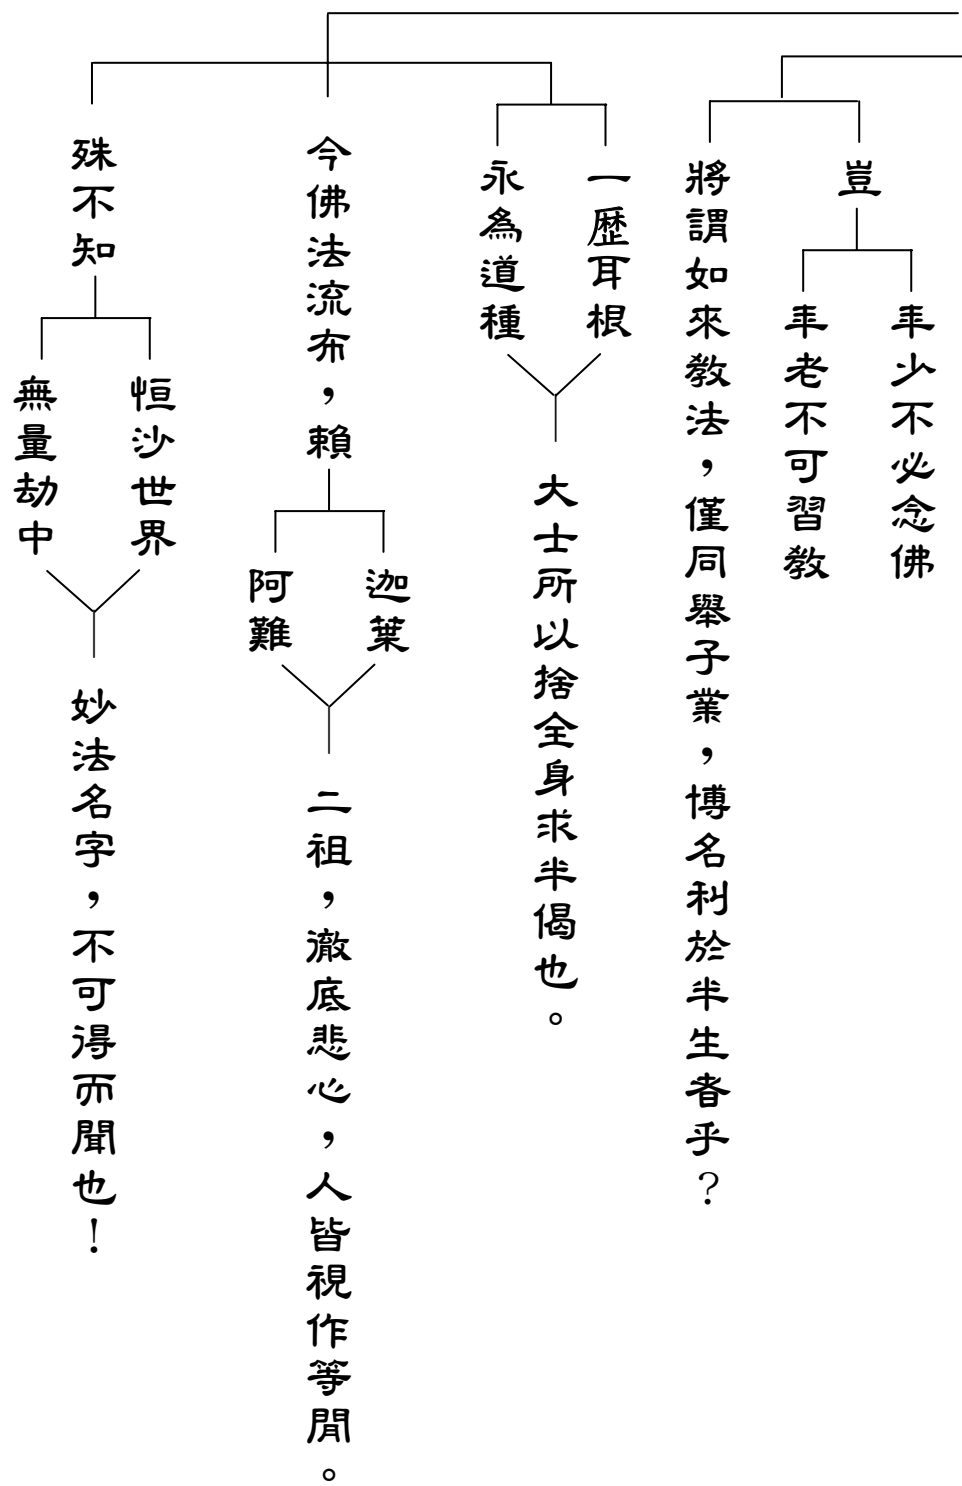 豈
年少不必念佛
年老不可習教
將謂如來教法，僅同舉子業，博名利於半生者乎？
一歷耳根
永為道種
大士所以捨全身求半偈也。
今佛法流布，賴
迦葉
阿難
二祖，徹底悲心，人皆視作等閒。
殊不知
恒沙世界
無量劫中
妙法名字，不可得而聞也！